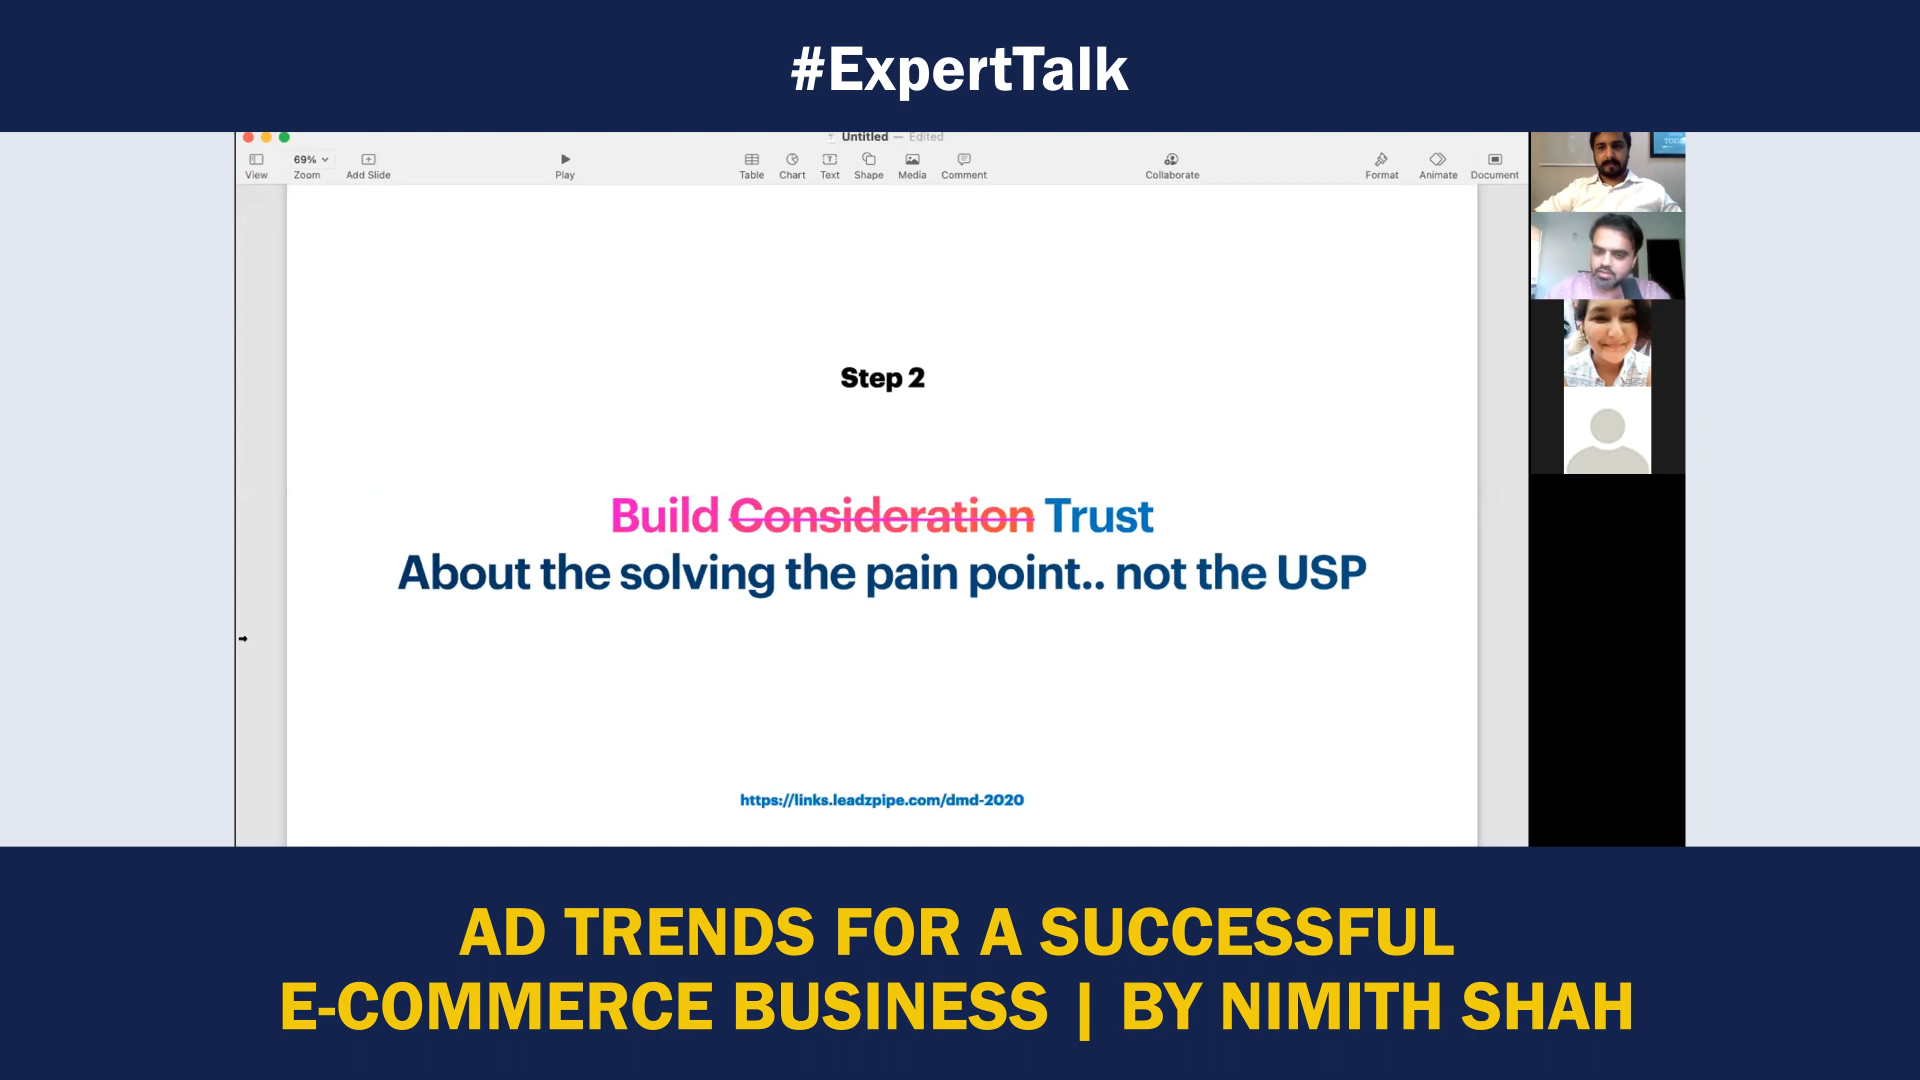 #ExpertTalk
Untitled — Edited
69%
View Zoom Add Slide Play Table Chart Text Shape Media Comment Collaborate Format Animate Document
Step 2
Build Consideration Trust
About the solving the pain point.. not the USP
https://links.leadzpipe.com/dmd-2020
AD TRENDS FOR A SUCCESSFUL
E-COMMERCE BUSINESS | BY NIMITH SHAH